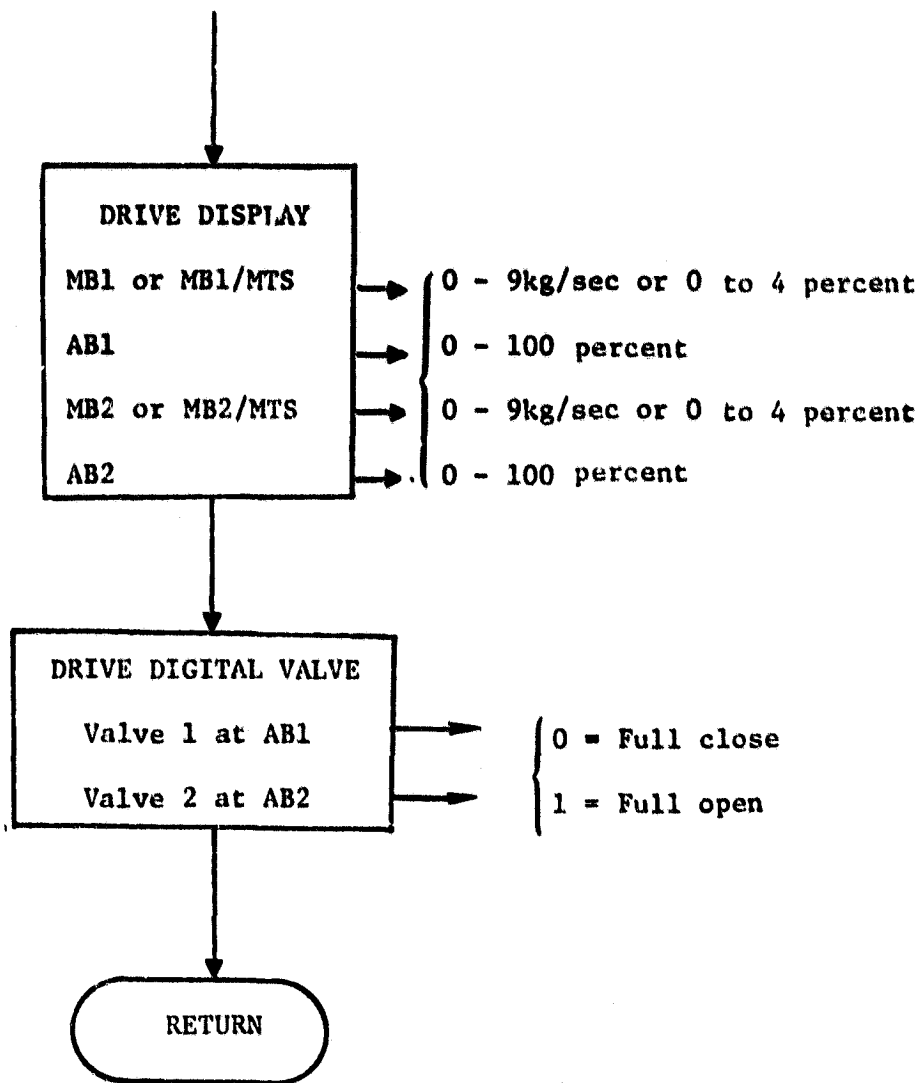 DRIVE DISPLAY
MB1 or MB1/MTS
0 - 9kg/sec or 0 to 4 percent
AB1
0 - 100 percent
MB2 or MB2/MTS
0 - 9kg/sec or 0 to 4 percent
AB2
0 - 100 percent
DRIVE DIGITAL VALVE
Valve 1 at AB1
0 = Full close
Valve 2 at AB2
1 = Full open
RETURN